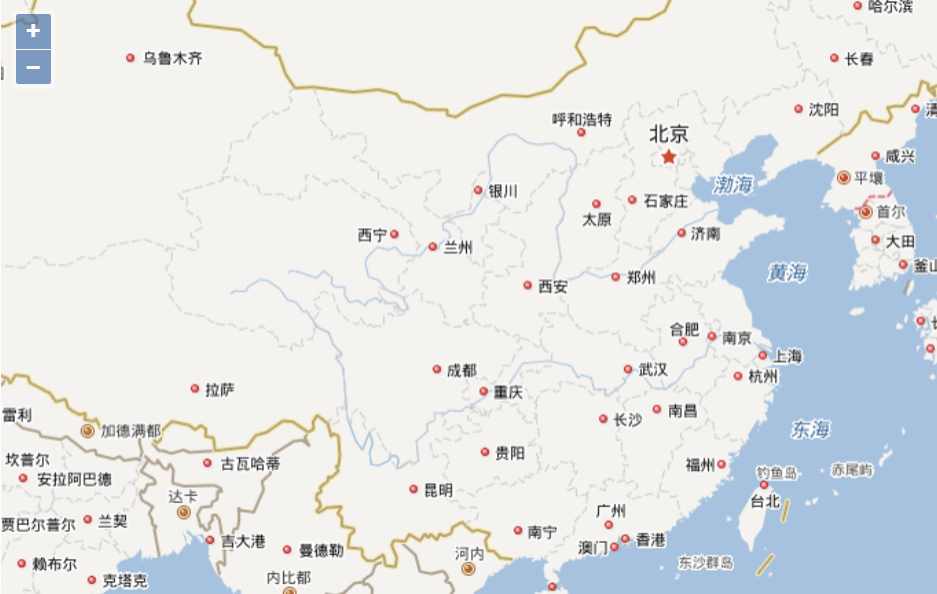 +
−
哈尔滨
乌鲁木齐
长春
沈阳
呼和浩特
北京
咸兴
平壤
渤海
银川
石家庄
太原
首尔
西宁
兰州
济南
大田
釜山
黄海
西安
郑州
合肥
南京
上海
成都
武汉
杭州
拉萨
重庆
雷利
长沙
南昌
加德满都
东海
坎普尔
贵阳
古瓦哈蒂
福州
钓鱼岛
赤尾屿
安拉阿巴德
昆明
达卡
台北
贾巴尔普尔
兰契
广州
南宁
香港
吉大港
澳门
曼德勒
河内
赖布尔
东沙群岛
克塔克
内比都